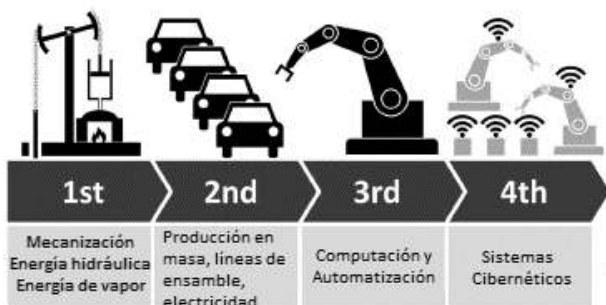 1st
2nd
3rd
4th
Mecanización
Energía hidráulica
Energía de vapor
Producción en
masa, líneas de
ensamble,
electricidad
Computación y
Automatización
Sistemas
Cibernéticos